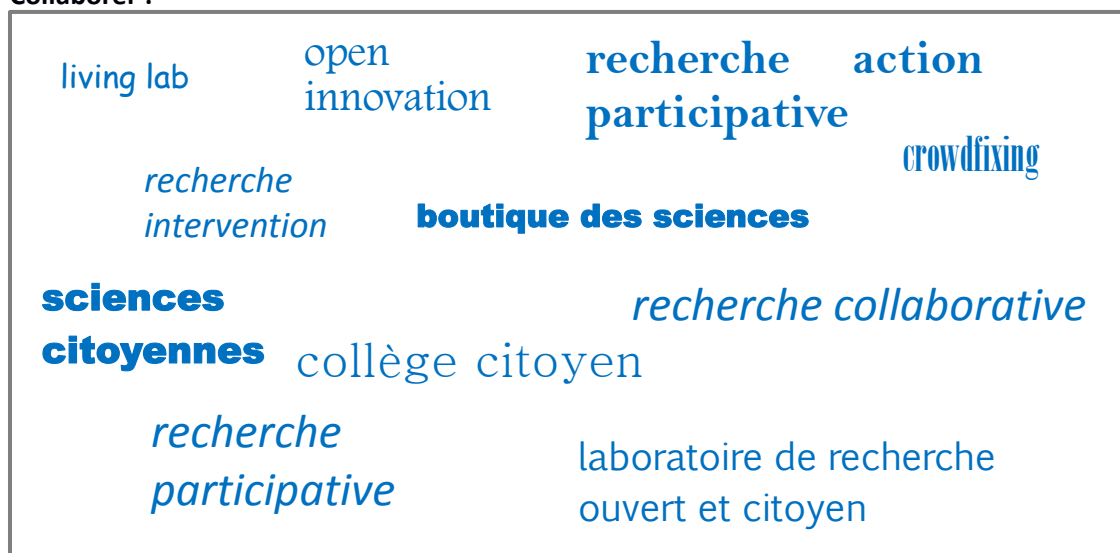 Collaborer :
living lab
open
innovation
recherche action
participative
crowdfixing
recherche
intervention
boutique des sciences
sciences
citoyennes
recherche collaborative
collège citoyen
recherche
participative
laboratoire de recherche
ouvert et citoyen